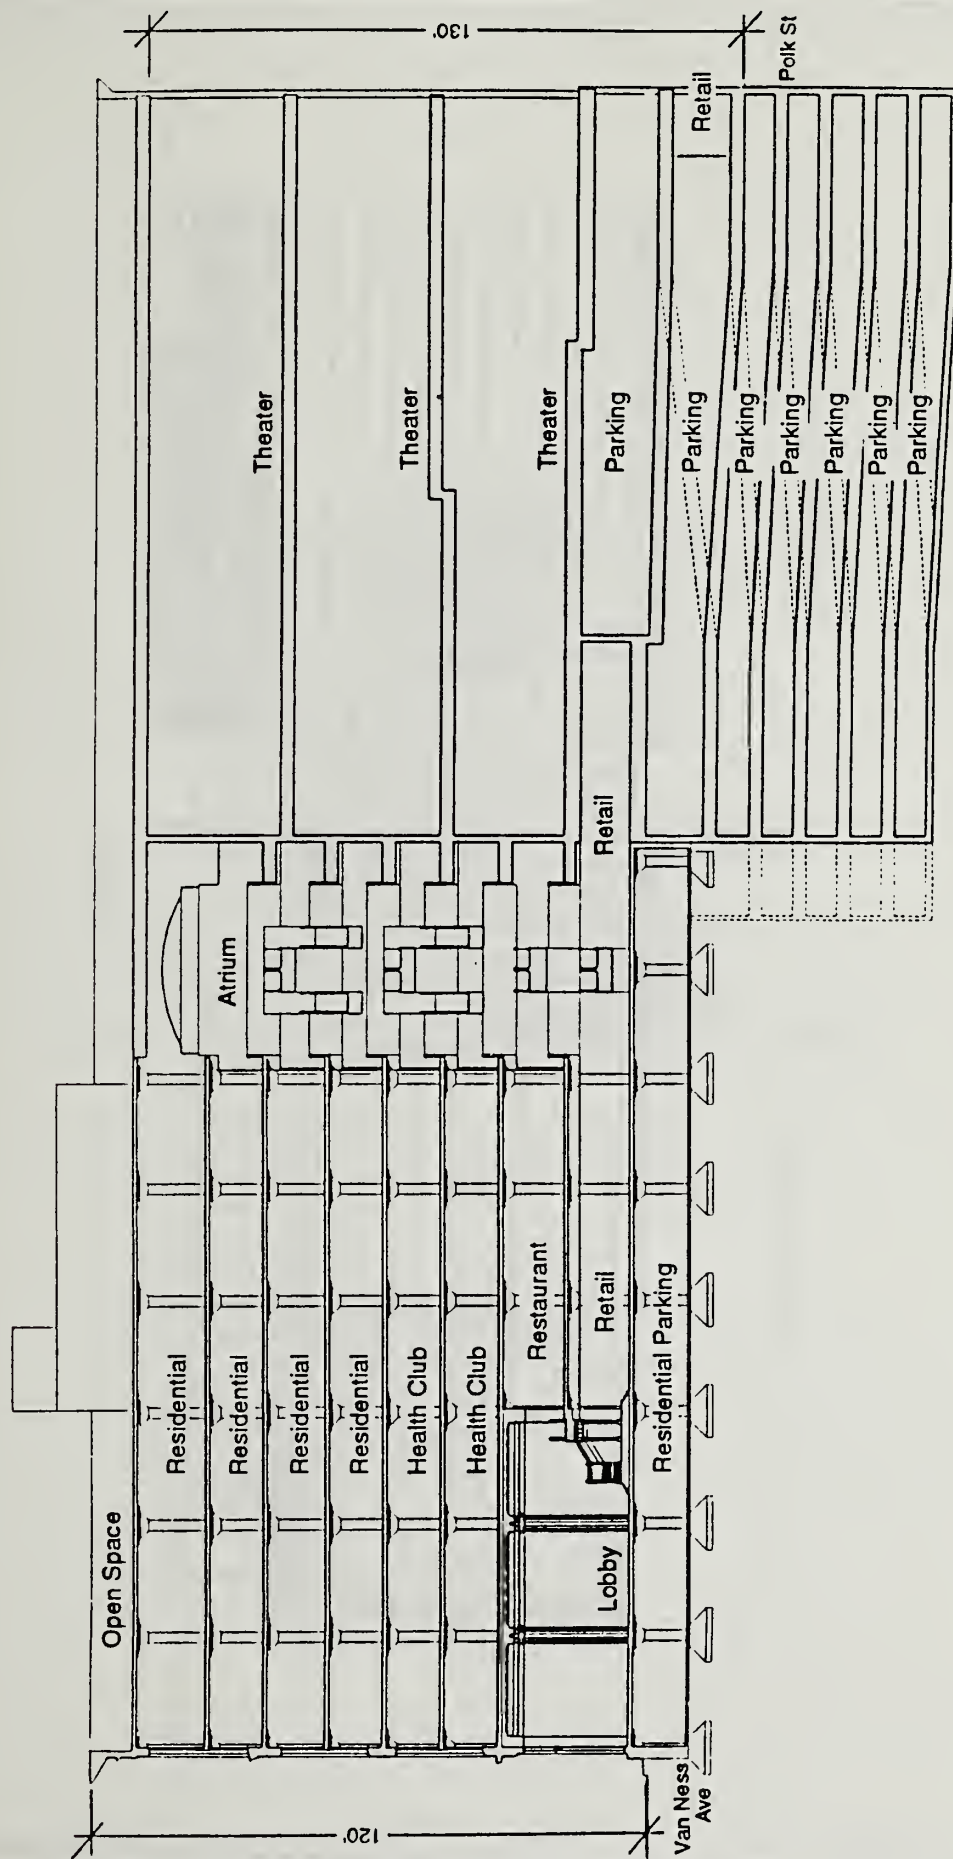 Open Space
120'
130'
Residential
Residential
Atrium
Theater
Residential
Residential
Theater
Health Club
Health Club
Restaurant
Theater
Lobby
Retail
Retail
Parking
Residential Parking
Van Ness
Ave
Parking
Retail
Parking
Polk St
Parking
Parking
Parking
Parking